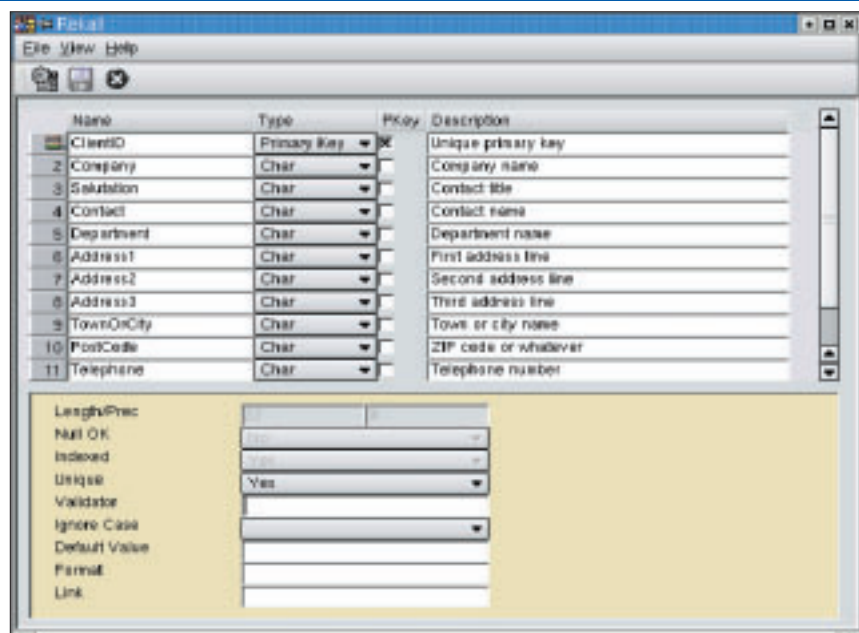 Rekall
File View Help
Name Type PKey Description
ClientID Primary Key Unique primary key
2 Company Char Company name
3 Salutation Char Contact title
4 Contact Char Contact name
5 Department Char Department name
6 Address1 Char First address line
7 Address2 Char Second address line
8 Address3 Char Third address line
9 TownOrCity Char Town or city name
10 PostCode Char ZIP code or whatever
11 Telephone Char Telephone number
Length/Prec
Null OK No
Indexed Yes
Unique Yes
Validator
Ignore Case
Default Value
Format
Link